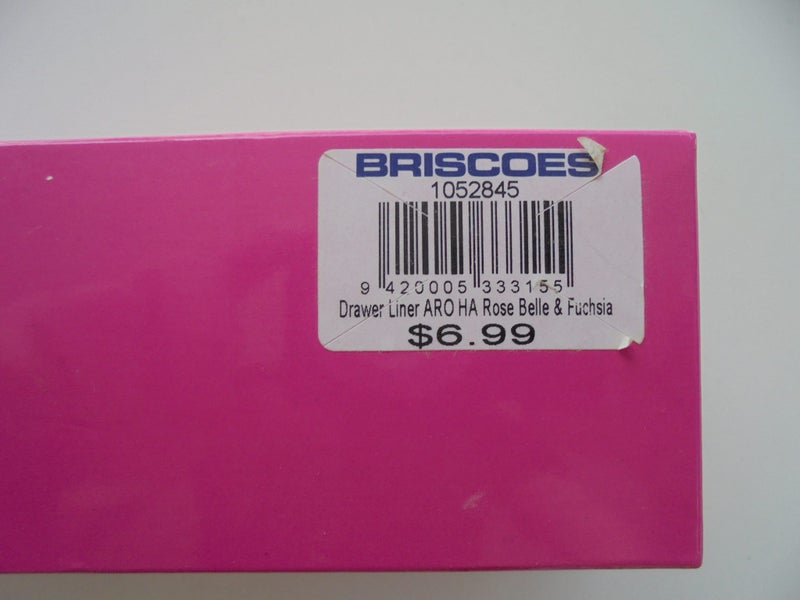 BRISCOES
1052845
9 420005 333155
Drawer Liner ARO HA Rose Belle & Fuchsia
$6.99